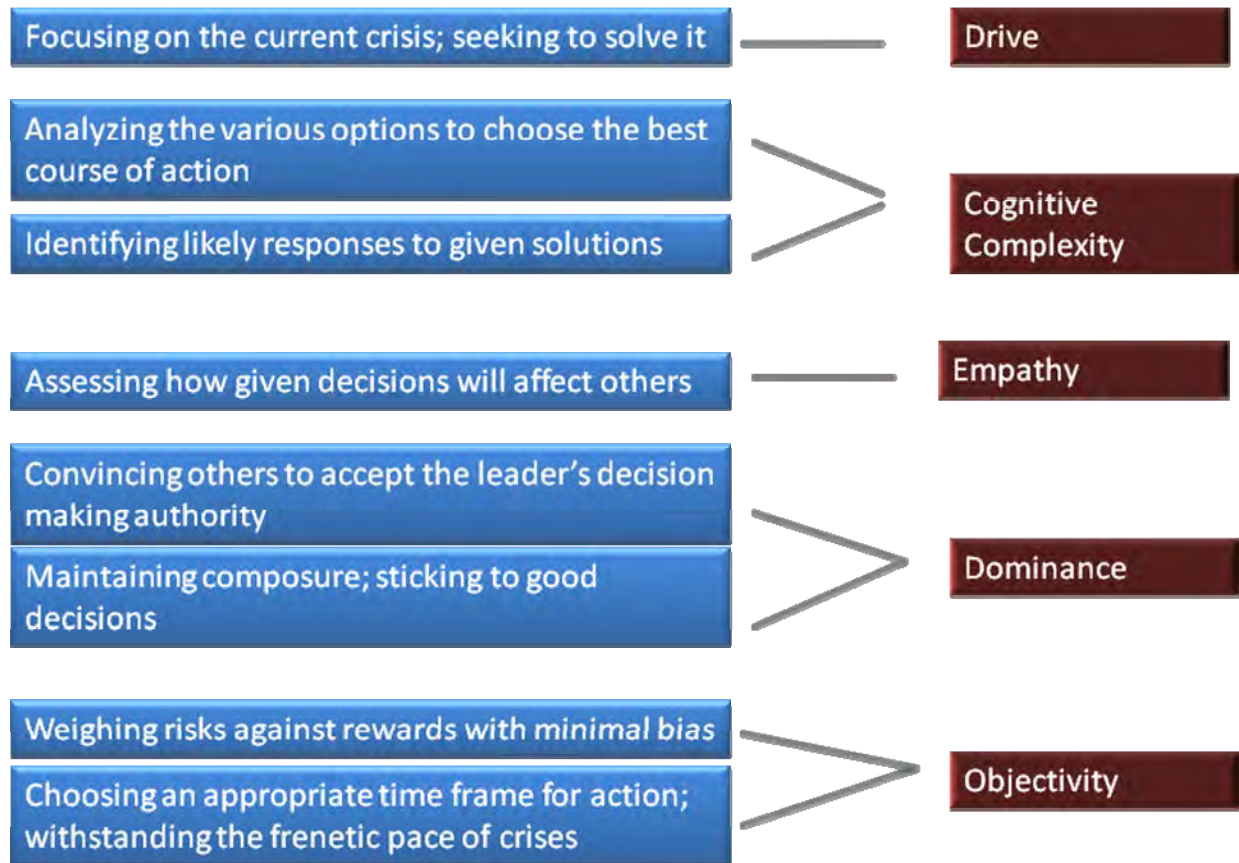 Focusing on the current crisis; seeking to solve it
Drive
Analyzing the various options to choose the best
course of action
Identifying likely responses to given solutions
Cognitive
Complexity
Assessing how given decisions will affect others
Empathy
Convincing others to accept the leader's decision
making authority
Maintaining composure; sticking to good
decisions
Dominance
Weighing risks against rewards with minimal bias
Choosing an appropriate time frame for action;
withstanding the frenetic pace of crises
Objectivity